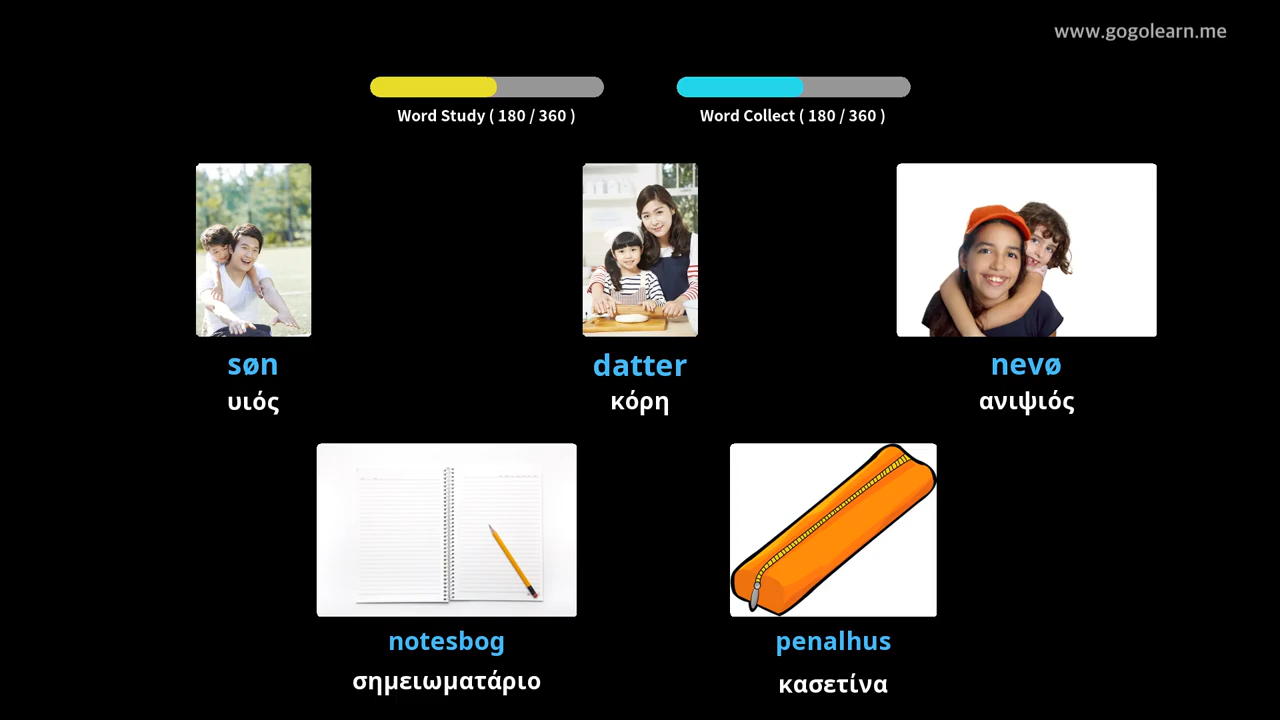 www.gogolearn.me
Word Study ( 180 / 360 )
Word Collect ( 180 / 360 )
søn
datter
nevø
υιός
κόρη
ανιψιός
notesbog
penalhus
σημειωματάριο
κασετίνα